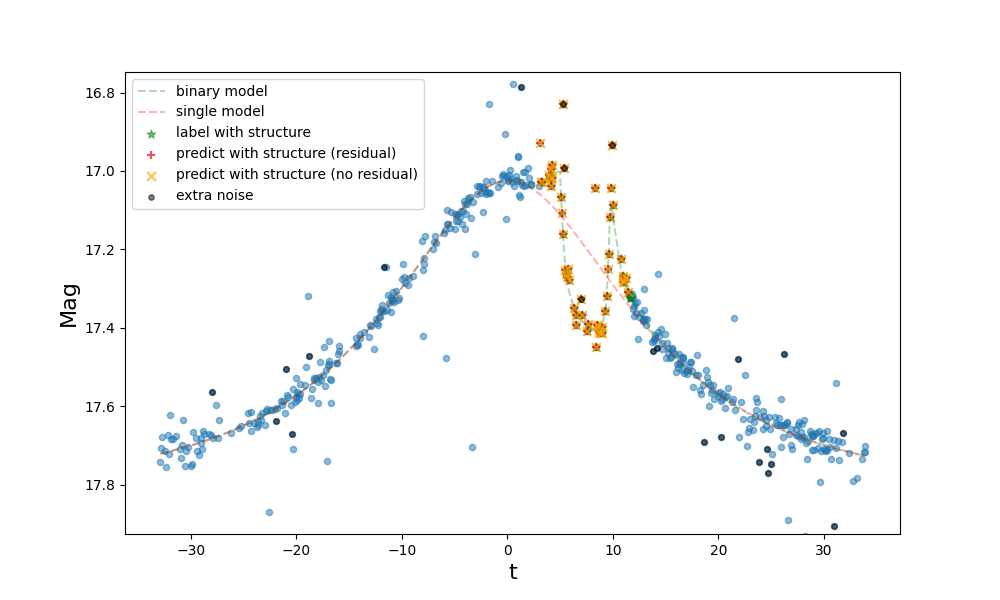 binary model
single model
label with structure
predict with structure (residual)
predict with structure (no residual)
extra noise
16.8
17.0
17.2
17.4
17.6
17.8
Mag
−30
−20
−10
0
10
20
30
t